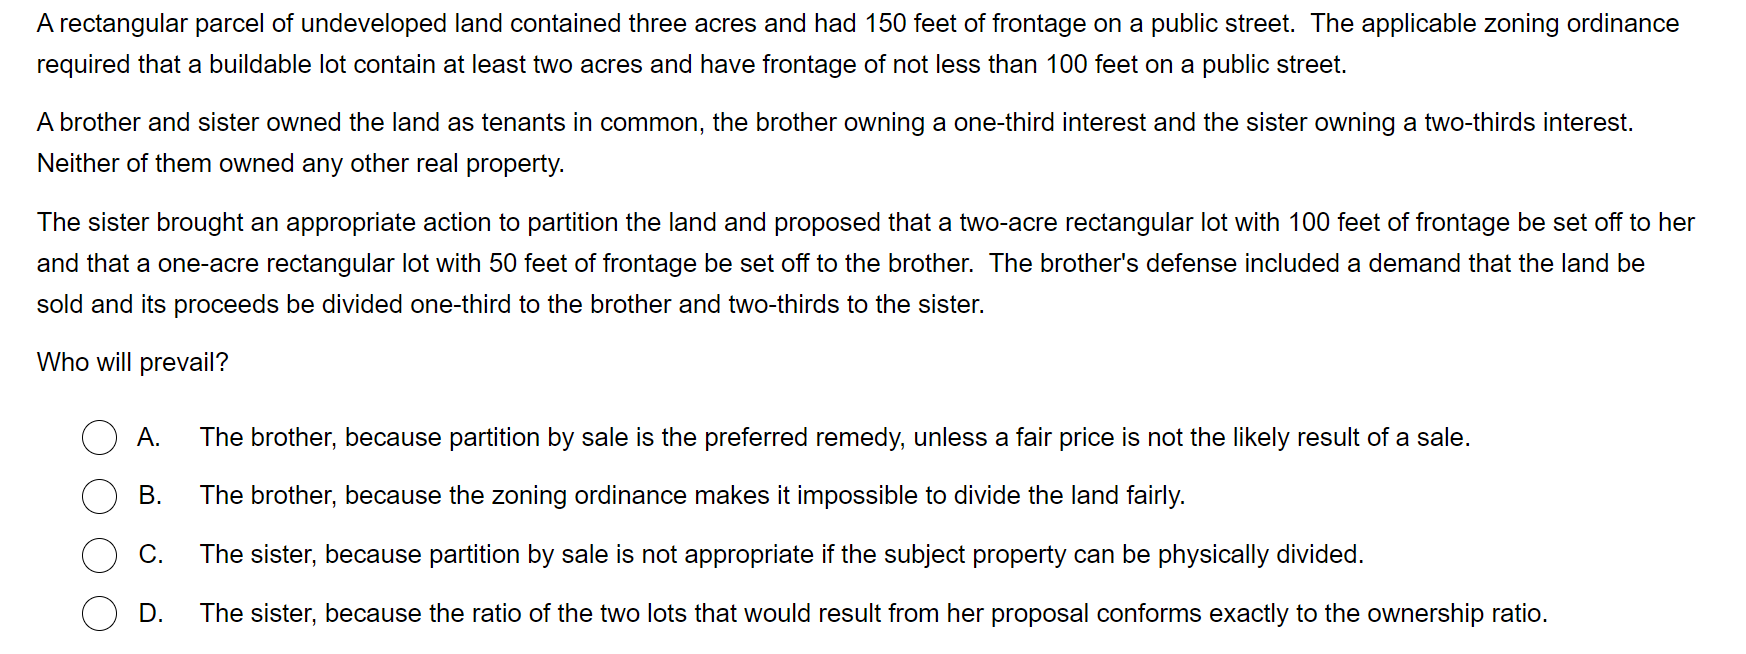 A rectangular parcel of undeveloped land contained three acres and had 150 feet of frontage on a public street.  The applicable zoning ordinance
required that a buildable lot contain at least two acres and have frontage of not less than 100 feet on a public street.
A brother and sister owned the land as tenants in common, the brother owning a one-third interest and the sister owning a two-thirds interest.
Neither of them owned any other real property.
The sister brought an appropriate action to partition the land and proposed that a two-acre rectangular lot with 100 feet of frontage be set off to her
and that a one-acre rectangular lot with 50 feet of frontage be set off to the brother.  The brother's defense included a demand that the land be
sold and its proceeds be divided one-third to the brother and two-thirds to the sister.
Who will prevail?
A. The brother, because partition by sale is the preferred remedy, unless a fair price is not the likely result of a sale.
B. The brother, because the zoning ordinance makes it impossible to divide the land fairly.
C. The sister, because partition by sale is not appropriate if the subject property can be physically divided.
D. The sister, because the ratio of the two lots that would result from her proposal conforms exactly to the ownership ratio.